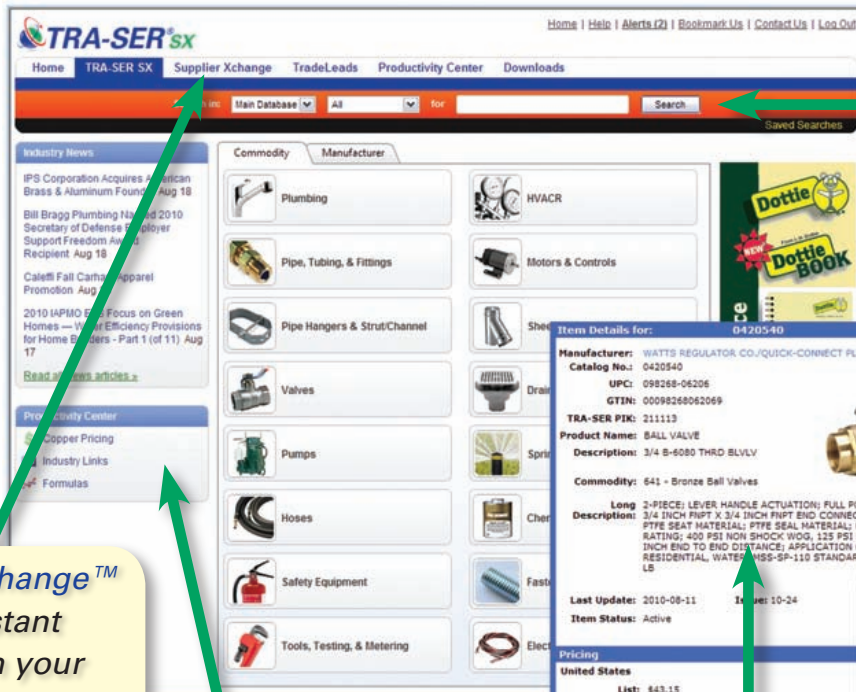 TRA-SER® SX
Home | Help | Alerts (2) | Bookmark Us | Contact Us | Log Out
Home TRA-SER SX Supplier Xchange TradeLeads Productivity Center Downloads
in: Main Database All for Search
Saved Searches
Industry News
IPS Corporation Acquires American
Brass & Aluminum Foundry Aug 18
Bill Bragg Plumbing Named 2010
Secretary of Defense Employer
Support Freedom Award
Recipient Aug 18
Caleffi Fall Carhartt Apparel
Promotion Aug
2010 IAPMO Focus on Green
Homes — Water Efficiency Provisions
for Home Builders - Part 1 (of 11) Aug
17
Read all news articles »
Productivity Center
Copper Pricing
Industry Links
Formulas
Commodity Manufacturer
Plumbing
HVACR
Pipe, Tubing, & Fittings
Motors & Controls
Pipe Hangers & Strut/Channel
Valves
Pumps
Hoses
Safety Equipment
Tools, Testing, & Metering
Dottie
NEW
Dottie
BOOK
Item Details for: 0420540
Manufacturer: WATTS REGULATOR CO./QUICK-CONNECT PL
Catalog No.: 0420540
UPC: 098268-06206
GTIN: 00098268062069
TRA-SER PIK: 211113
Product Name: BALL VALVE
Description: 3/4 B-6080 THRD BLVLV
Commodity: 641 - Bronze Ball Valves
Long Description: 2-PIECE; LEVER HANDLE ACTUATION; FULL PO
3/4 INCH FNPT X 3/4 INCH FNPT END CONNEC
PTFE SEAT MATERIAL; PTFE SEAL MATERIAL;
RATING; 400 PSI NON SHOCK WOG, 125 PSI
INCH END TO END DISTANCE; APPLICATION
RESIDENTIAL, WATER; MSS-SP-110 STANDAR
LB
Last Update: 2010-08-11 Issue: 10-24
Item Status: Active
Pricing
United States
List: $43.15
hange™
stant
your